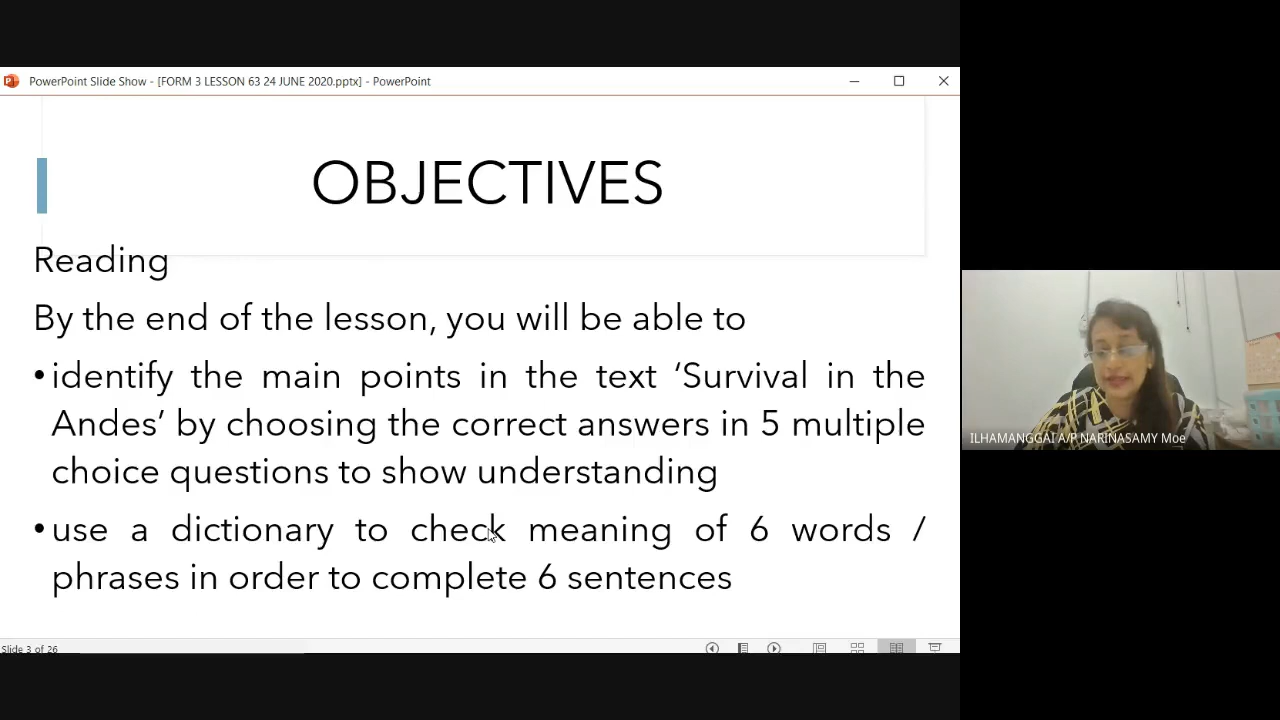 PowerPoint Slide Show - [FORM 3 LESSON 63 24 JUNE 2020.pptx] - PowerPoint
OBJECTIVES
Reading
By the end of the lesson, you will be able to
•identify the main points in the text ‘Survival in the
Andes’ by choosing the correct answers in 5 multiple
choice questions to show understanding
•use a dictionary to check meaning of 6 words /
phrases in order to complete 6 sentences
Slide 3 of 26
ILHAMANGGAI A/P NARINASAMY Moe